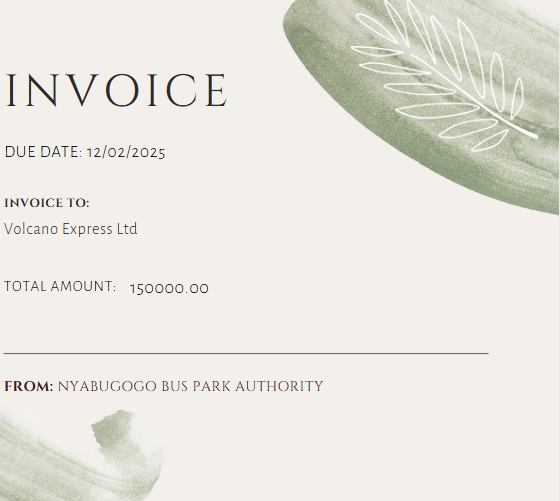 INVOICE
DUE DATE: 12/02/2025
INVOICE TO:
Volcano Express Ltd
TOTAL AMOUNT: 150000.00
FROM: NYABUGOGO BUS PARK AUTHORITY